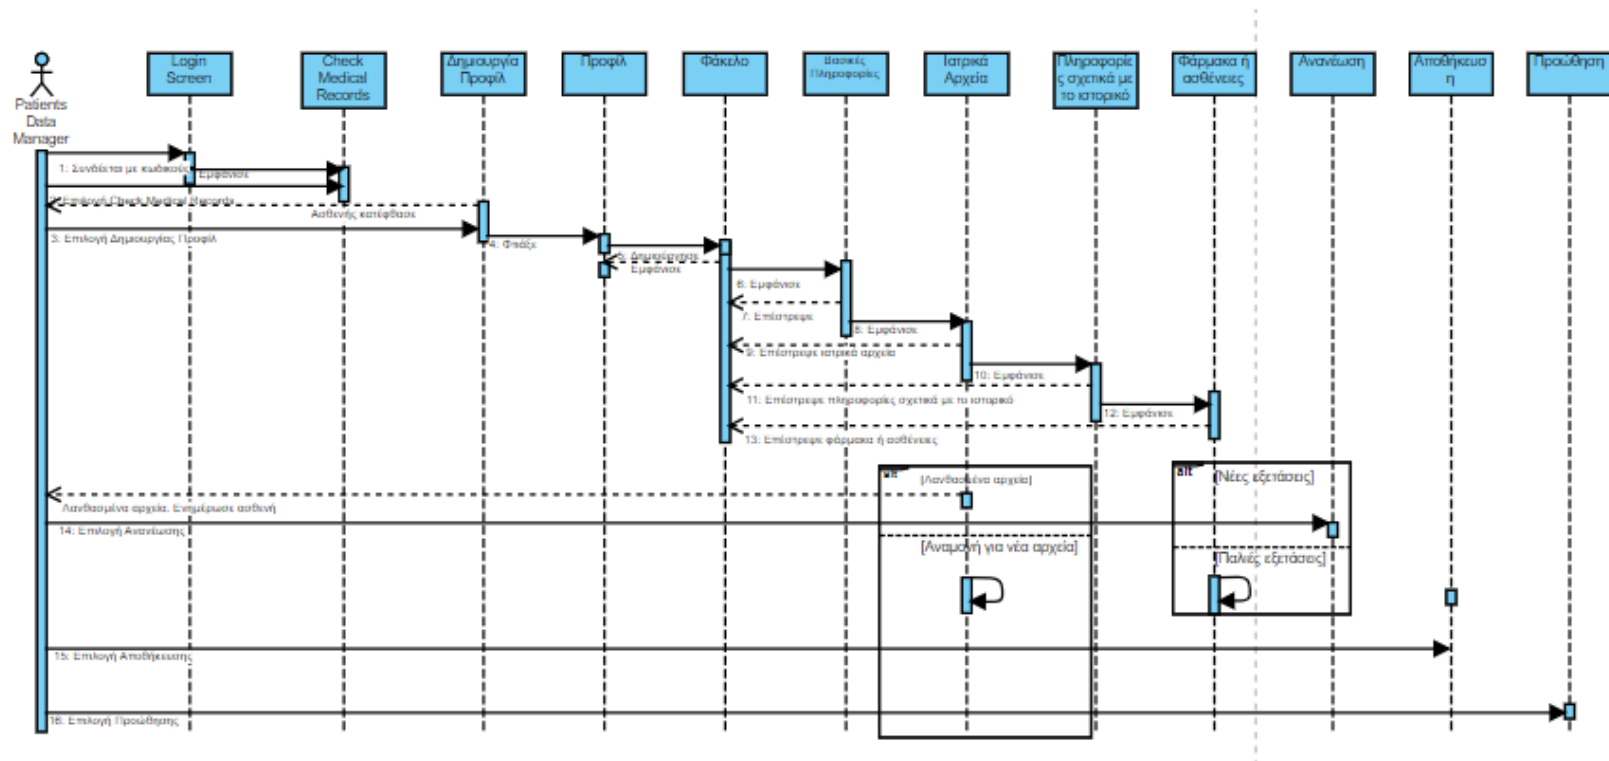 Patients
Data
Manager
Login
Screen
Check
Medical
Records
Δημιουργία
Προφίλ
Προφίλ
Φάκελο
Βασικές
Πληροφορίες
Ιατρικά
Αρχεία
Πληροφορίε
ς σχετικά με
το ιστορικό
Φάρμακα ή
ασθένειες
Ανανέωση
Αποθήκευσ
η
Προώθηση
1: Συνδέεται με κωδικούς
Εμφάνισε
2: Επιλογή Check Medical Records
Ασθενής κατέφθασε
3: Επιλογή Δημιουργίας Προφίλ
4: Φτιάξε
5: Δημιούργησε
Εμφάνισε
6: Εμφάνισε
7: Επέστρεψε
8: Εμφάνισε
9: Επέστρεψε ιατρικά αρχεία
10: Εμφάνισε
11: Επέστρεψε πληροφορίες σχετικά με το ιστορικό
12: Εμφάνισε
13: Επέστρεψε φάρμακα ή ασθένειες
alt
[Λανθασμένα αρχεία]
alt
[Νέες εξετάσεις]
Λανθασμένα αρχεία. Ενημέρωσε ασθενή
14: Επιλογή Ανανέωσης
[Αναμονή για νέα αρχεία]
[Παλιές εξετάσεις]
15: Επιλογή Αποθήκευσης
16: Επιλογή Προώθησης